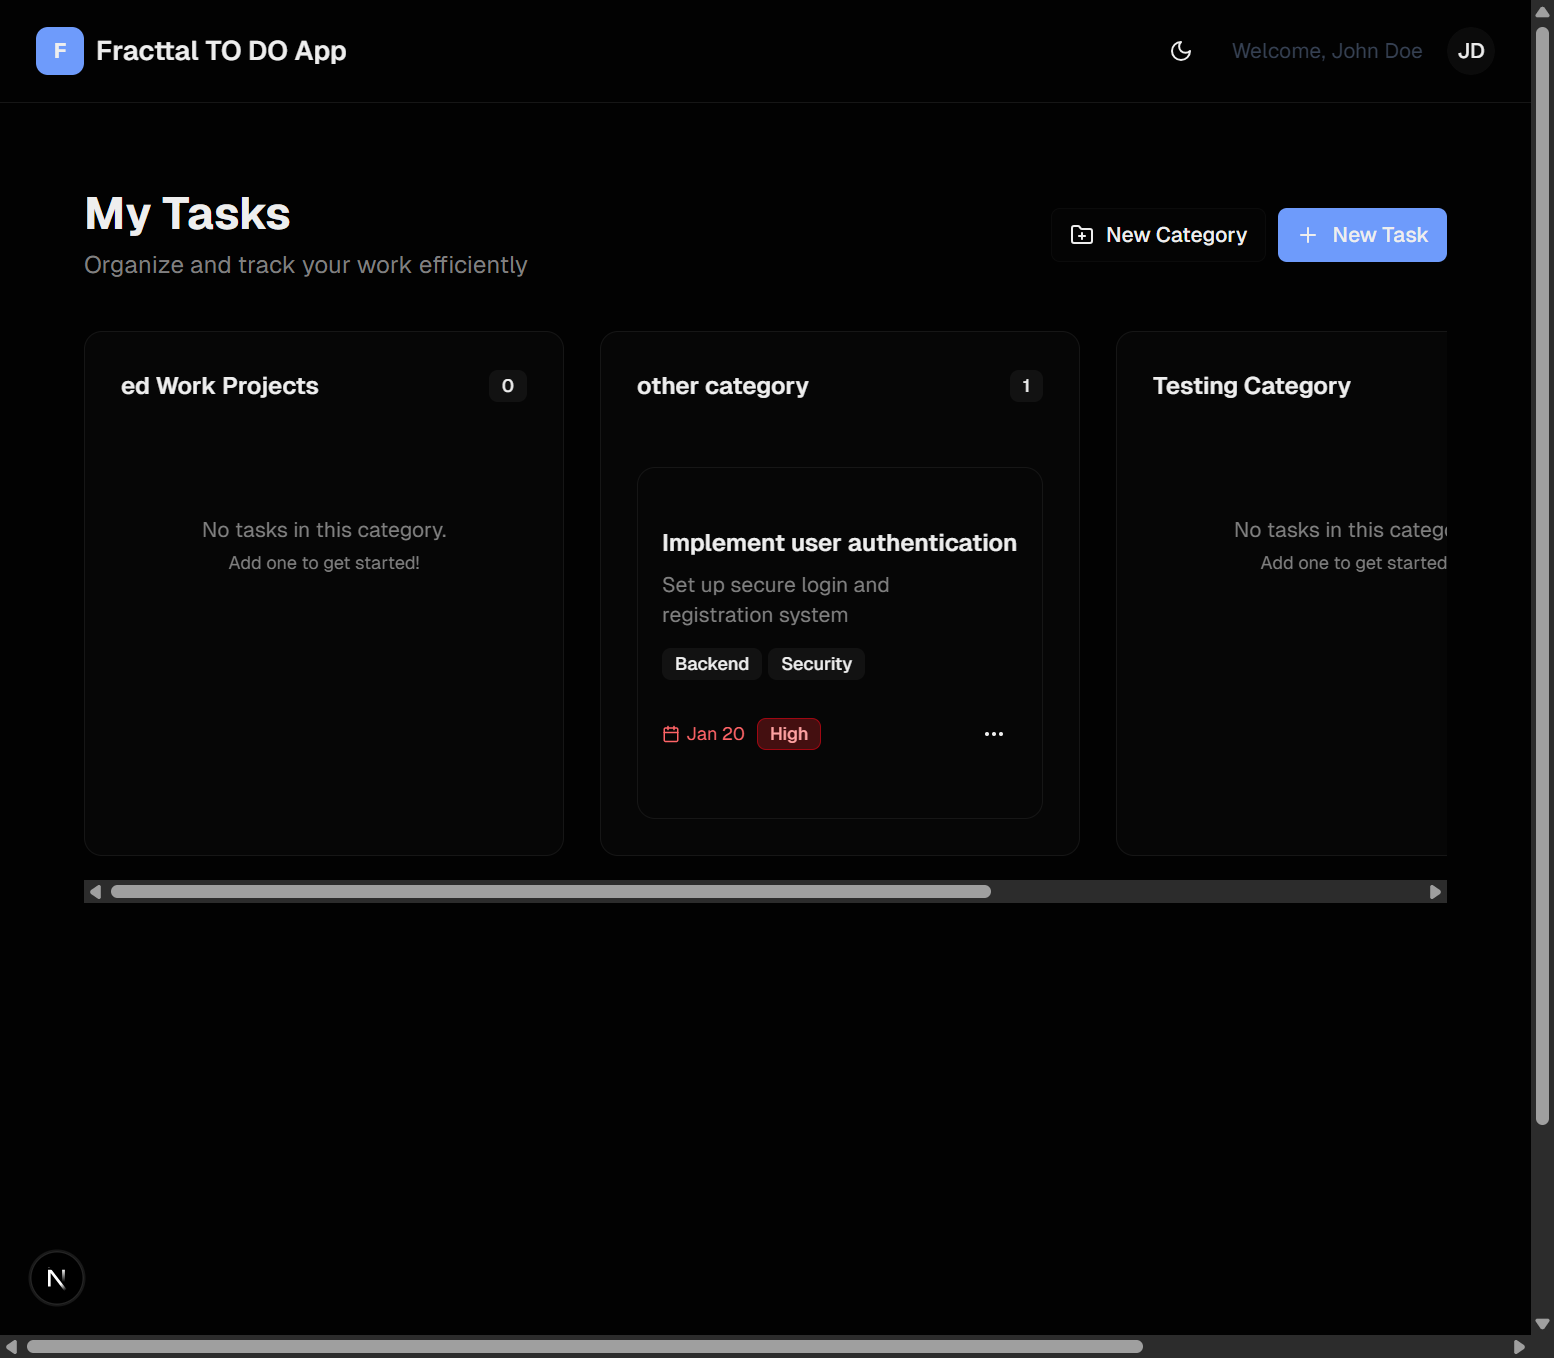 F Fracttal TO DO App Welcome, John Doe JD
My Tasks
Organize and track your work efficiently
New Category New Task
ed Work Projects 0
No tasks in this category.
Add one to get started!
other category 1
Implement user authentication
Set up secure login and
registration system
Backend Security
Jan 20 High
Testing Category
No tasks in this catego
Add one to get started
N